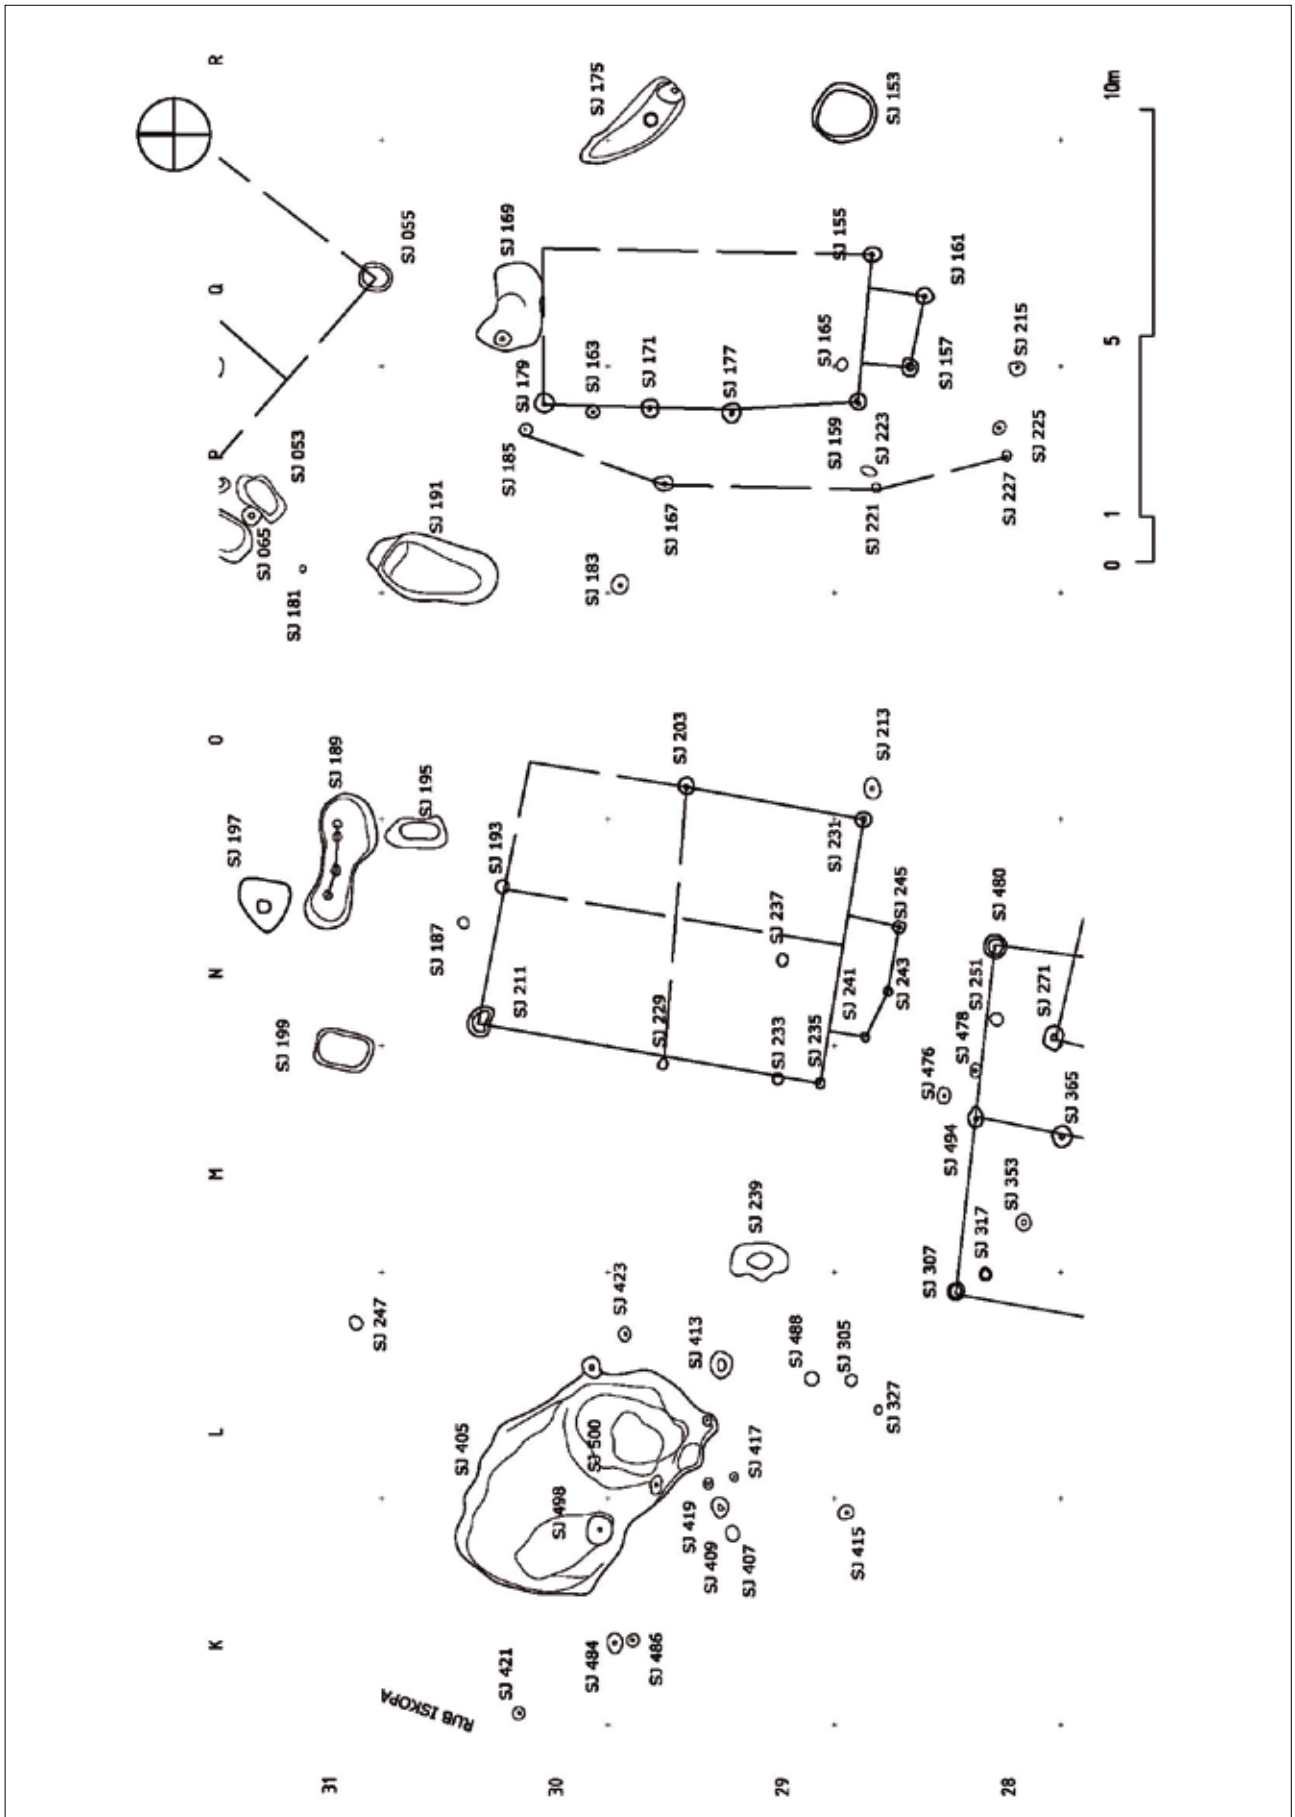 R
Q
P
O
N
M
L
K
31
30
29
28
10m
5
1
0
SJ 175
SJ 153
SJ 055
SJ 169
SJ 155
SJ 161
SJ 165
SJ 215
SJ 163
SJ 171
SJ 177
SJ 157
SJ 179
SJ 053
SJ 185
SJ 159
SJ 223
SJ 225
SJ 227
SJ 065
SJ 191
SJ 167
SJ 221
SJ 181
SJ 183
SJ 203
SJ 213
SJ 189
SJ 195
SJ 197
SJ 193
SJ 231
SJ 245
SJ 480
SJ 187
SJ 237
SJ 211
SJ 241
SJ 243
SJ 251
SJ 271
SJ 199
SJ 229
SJ 233
SJ 235
SJ 478
SJ 476
SJ 365
SJ 494
SJ 353
SJ 239
SJ 317
SJ 307
SJ 247
SJ 423
SJ 413
SJ 488
SJ 305
SJ 327
SJ 405
SJ 500
SJ 417
SJ 498
SJ 419
SJ 409
SJ 407
SJ 415
SJ 421
SJ 484
SJ 486
RUB ISKOPA